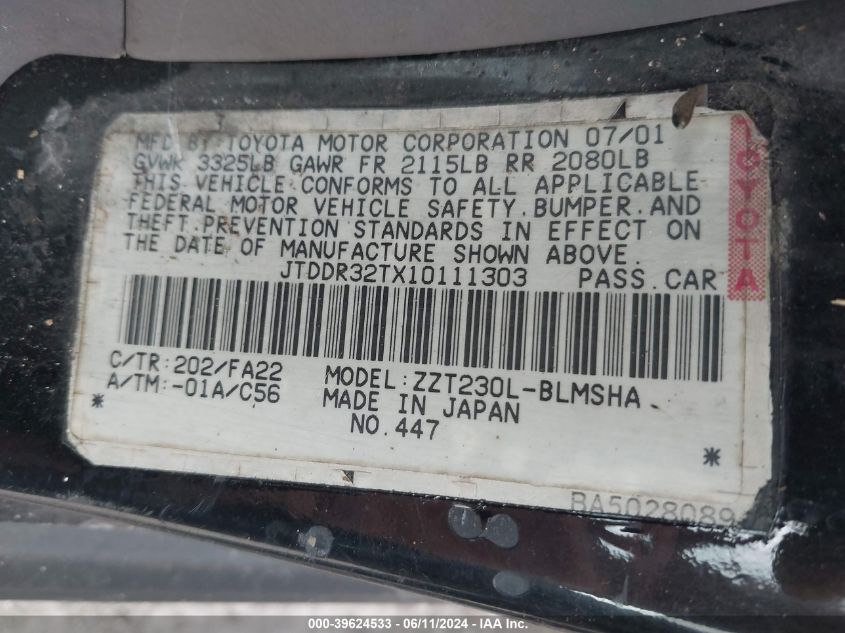 MFD BY TOYOTA MOTOR CORPORATION 07/01
GVWR 3325LB GAWR FR 2115LB RR 2080LB
THIS VEHICLE CONFORMS TO ALL APPLICABLE
FEDERAL MOTOR VEHICLE SAFETY, BUMPER, AND
THEFT PREVENTION STANDARDS IN EFFECT ON
THE DATE OF MANUFACTURE SHOWN ABOVE.
JTDDR32TX10111303 PASS. CAR
TOYOTA
C/TR: 202/FA22
A/TM: -01A/C56
MODEL: ZZT230L-BLMSHA
MADE IN JAPAN
NO. 447
* *
BA5028089
000-39624533 - 06/11/2024 - IAA Inc.